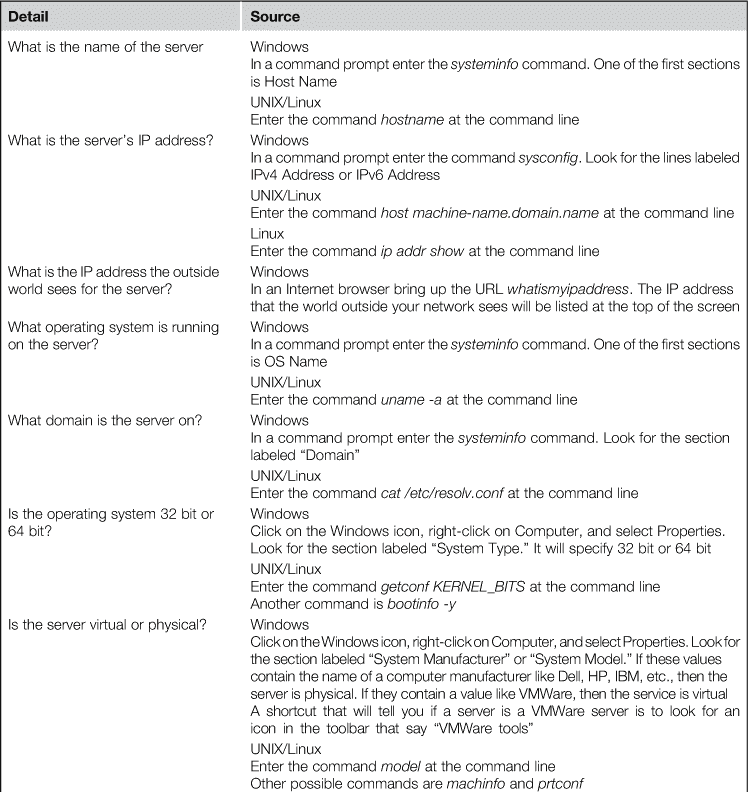 Detail Source
What is the name of the server Windows
In a command prompt enter the systeminfo command. One of the first sections
is Host Name
UNIX/Linux
Enter the command hostname at the command line
What is the server's IP address? Windows
In a command prompt enter the command sysconfig. Look for the lines labeled
IPv4 Address or IPv6 Address
UNIX/Linux
Enter the command host machine-name.domain.name at the command line
Linux
Enter the command ip addr show at the command line
What is the IP address the outside Windows
world sees for the server? In an Internet browser bring up the URL whatismyipaddress. The IP address
that the world outside your network sees will be listed at the top of the screen
What operating system is running Windows
on the server? In a command prompt enter the systeminfo command. One of the first sections
is OS Name
UNIX/Linux
Enter the command uname -a at the command line
What domain is the server on? Windows
In a command prompt enter the systeminfo command. Look for the section
labeled “Domain”
UNIX/Linux
Enter the command cat /etc/resolv.conf at the command line
Is the operating system 32 bit or Windows
64 bit? Click on the Windows icon, right-click on Computer, and select Properties.
Look for the section labeled “System Type.” It will specify 32 bit or 64 bit
UNIX/Linux
Enter the command getconf KERNEL_BITS at the command line
Another command is bootinfo -y
Is the server virtual or physical? Windows
Click on the Windows icon, right-click on Computer, and select Properties. Look for
the section labeled “System Manufacturer” or “System Model.” If these values
contain the name of a computer manufacturer like Dell, HP, IBM, etc., then the
server is physical. If they contain a value like VMWare, then the service is virtual
A shortcut that will tell you if a server is a VMWare server is to look for an
icon in the toolbar that say “VMWare tools”
UNIX/Linux
Enter the command model at the command line
Other possible commands are machinfo and prtconf